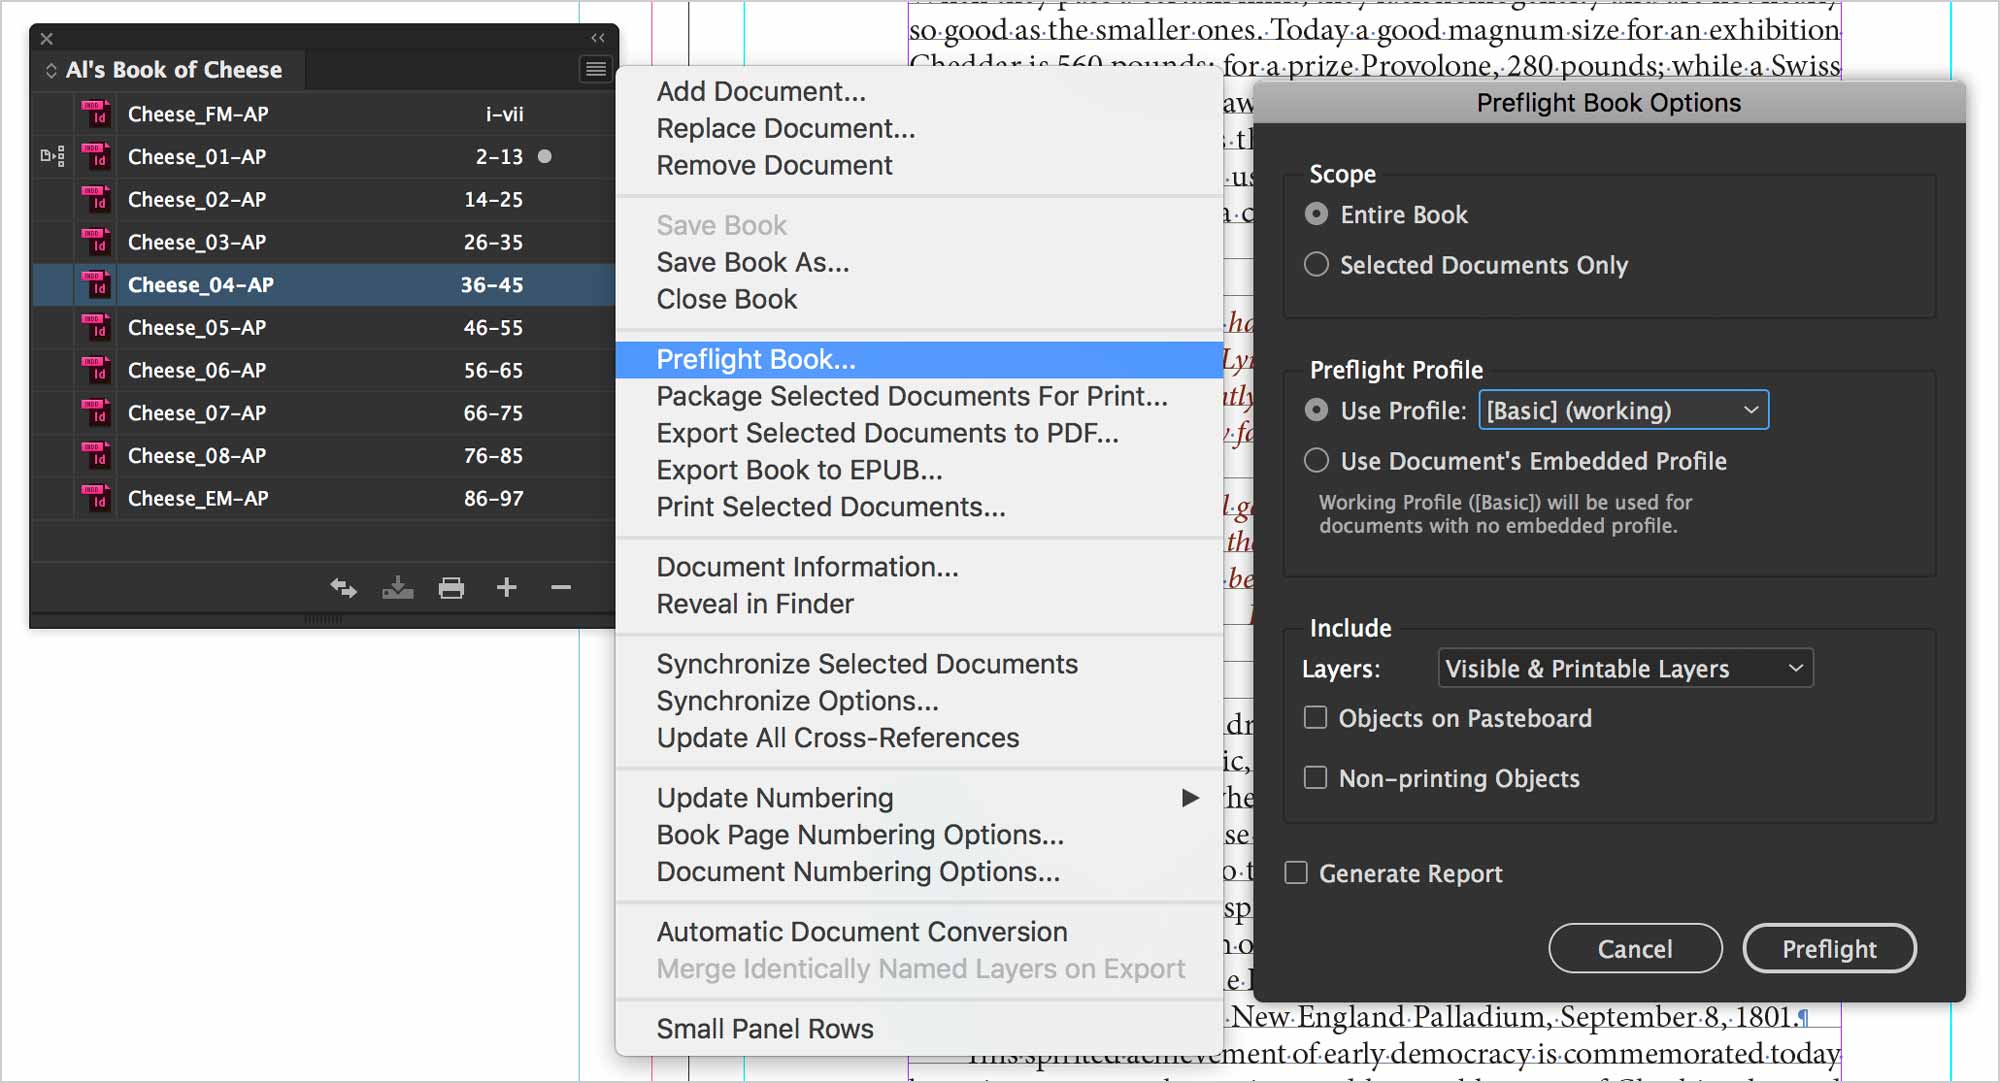 Al's Book of Cheese
Cheese_FM-AP i-vii
Cheese_01-AP 2-13
Cheese_02-AP 14-25
Cheese_03-AP 26-35
Cheese_04-AP 36-45
Cheese_05-AP 46-55
Cheese_06-AP 56-65
Cheese_07-AP 66-75
Cheese_08-AP 76-85
Cheese_EM-AP 86-97
Add Document...
Replace Document...
Remove Document
Save Book
Save Book As...
Close Book
Preflight Book...
Package Selected Documents For Print...
Export Selected Documents to PDF...
Export Book to EPUB...
Print Selected Documents...
Document Information...
Reveal in Finder
Synchronize Selected Documents
Synchronize Options...
Update All Cross-References
Update Numbering
Book Page Numbering Options...
Document Numbering Options...
Automatic Document Conversion
Merge Identically Named Layers on Export
Small Panel Rows
so good as the smaller ones. Today a good magnum size for an exhibition
Cheddar is 560 pounds; for a prize Provolone, 280 pounds; while a Swiss
Preflight Book Options
Scope
Entire Book
Selected Documents Only
Preflight Profile
Use Profile: [Basic] (working)
Use Document's Embedded Profile
Working Profile ([Basic]) will be used for
documents with no embedded profile.
Include
Layers: Visible & Printable Layers
Objects on Pasteboard
Non-printing Objects
Generate Report
Cancel Preflight
New England Palladium, September 8, 1801.¶
This spirited achievement of early democracy is commemorated today